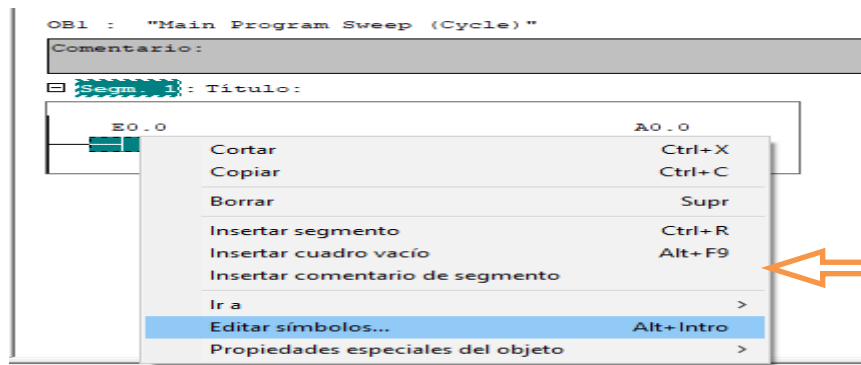 OB1 : "Main Program Sweep (Cycle)"
Comentario:
Segm. 1: Título:
E0.0 A0.0
Cortar Ctrl+X
Copiar Ctrl+C
Borrar Supr
Insertar segmento Ctrl+R
Insertar cuadro vacío Alt+F9
Insertar comentario de segmento
Ir a >
Editar símbolos... Alt+Intro
Propiedades especiales del objeto >